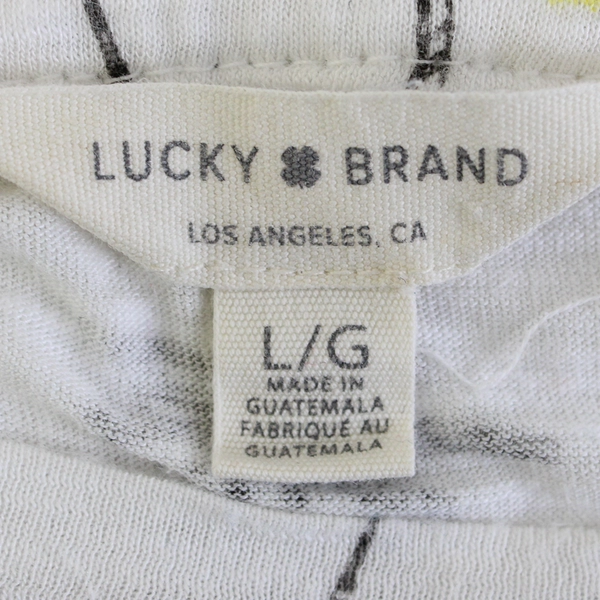 LUCKY BRAND
LOS ANGELES, CA
L/G
MADE IN
GUATEMALA
FABRIQUÉ AU
GUATEMALA